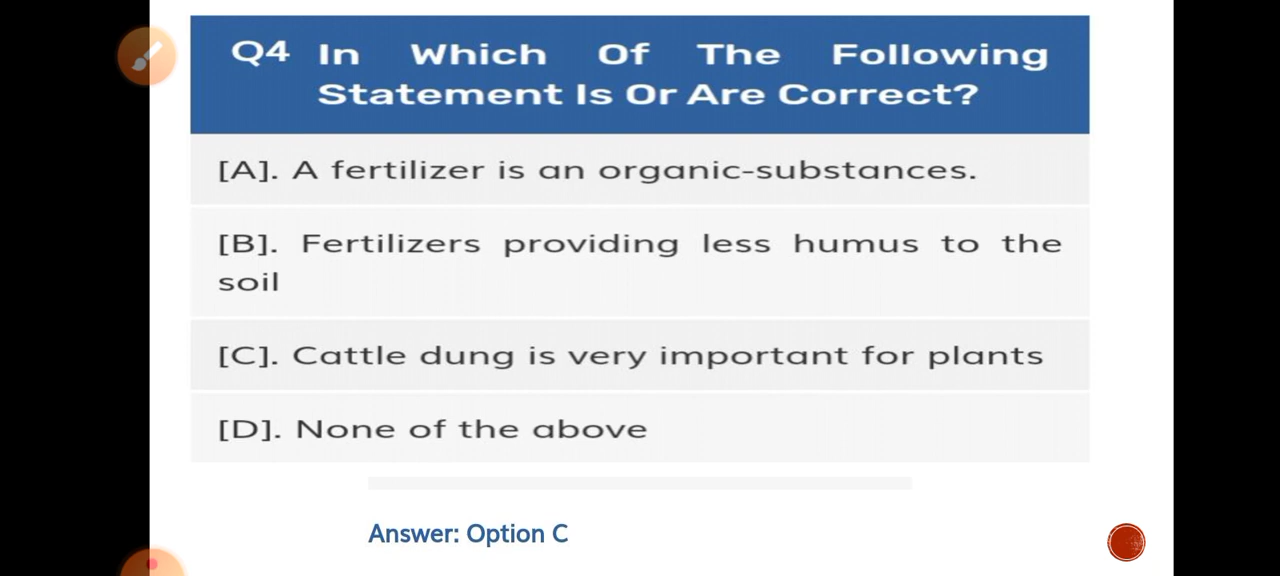 Q4 In Which Of The Following
Statement Is Or Are Correct?
[A]. A fertilizer is an organic-substances.
[B]. Fertilizers providing less humus to the
soil
[C]. Cattle dung is very important for plants
[D]. None of the above
Answer: Option C